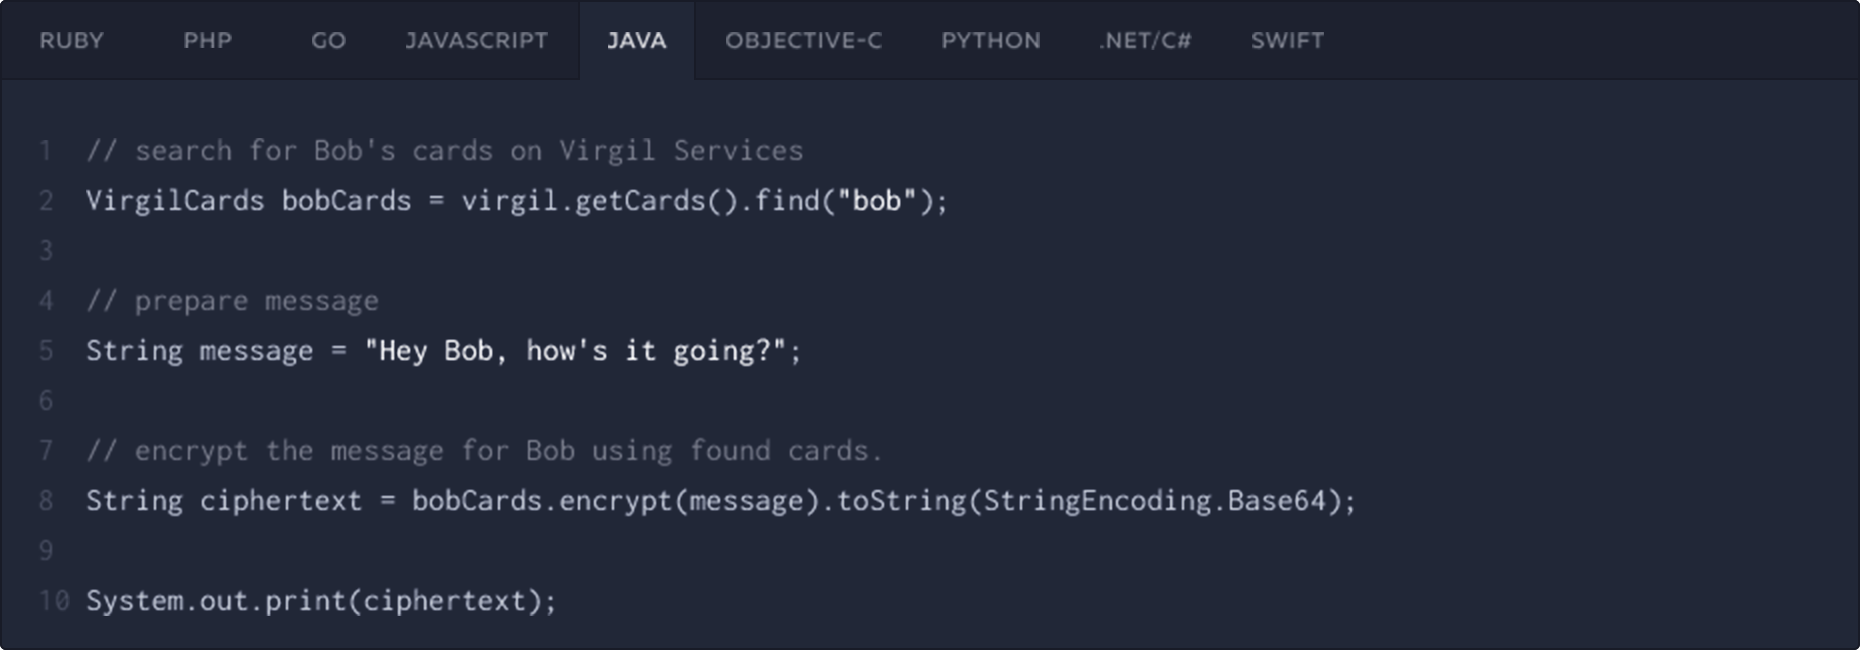 RUBY PHP GO JAVASCRIPT JAVA OBJECTIVE-C PYTHON .NET/C# SWIFT
1 // search for Bob's cards on Virgil Services
2 VirgilCards bobCards = virgil.getCards().find("bob");
3
4 // prepare message
5 String message = "Hey Bob, how's it going?";
6
7 // encrypt the message for Bob using found cards.
8 String ciphertext = bobCards.encrypt(message).toString(StringEncoding.Base64);
9
10 System.out.print(ciphertext);